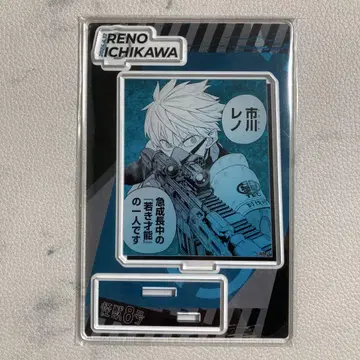 RENO
ICHIKAWA
市川
レノ
急成長中の
「若き才能」
の一人です
怪獣8号